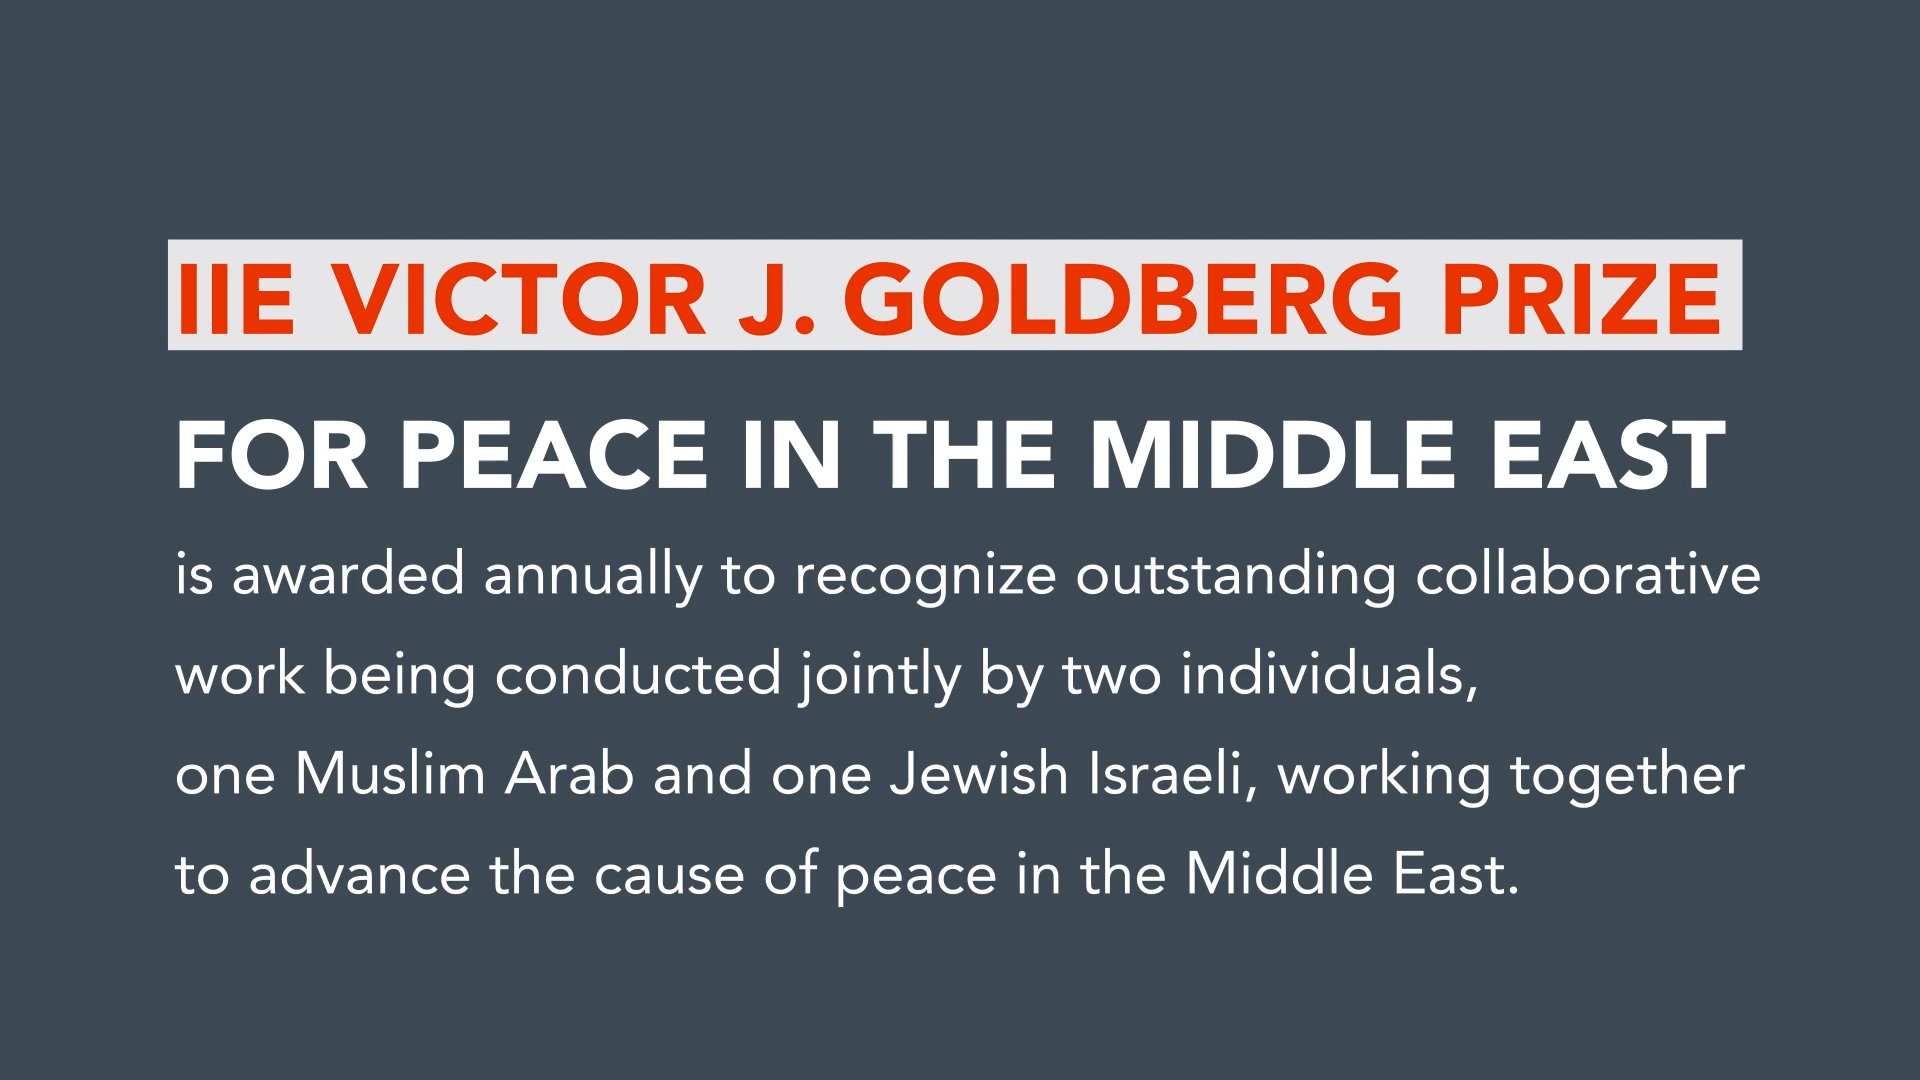 IIE VICTOR J. GOLDBERG PRIZE
FOR PEACE IN THE MIDDLE EAST
is awarded annually to recognize outstanding collaborative
work being conducted jointly by two individuals,
one Muslim Arab and one Jewish Israeli, working together
to advance the cause of peace in the Middle East.